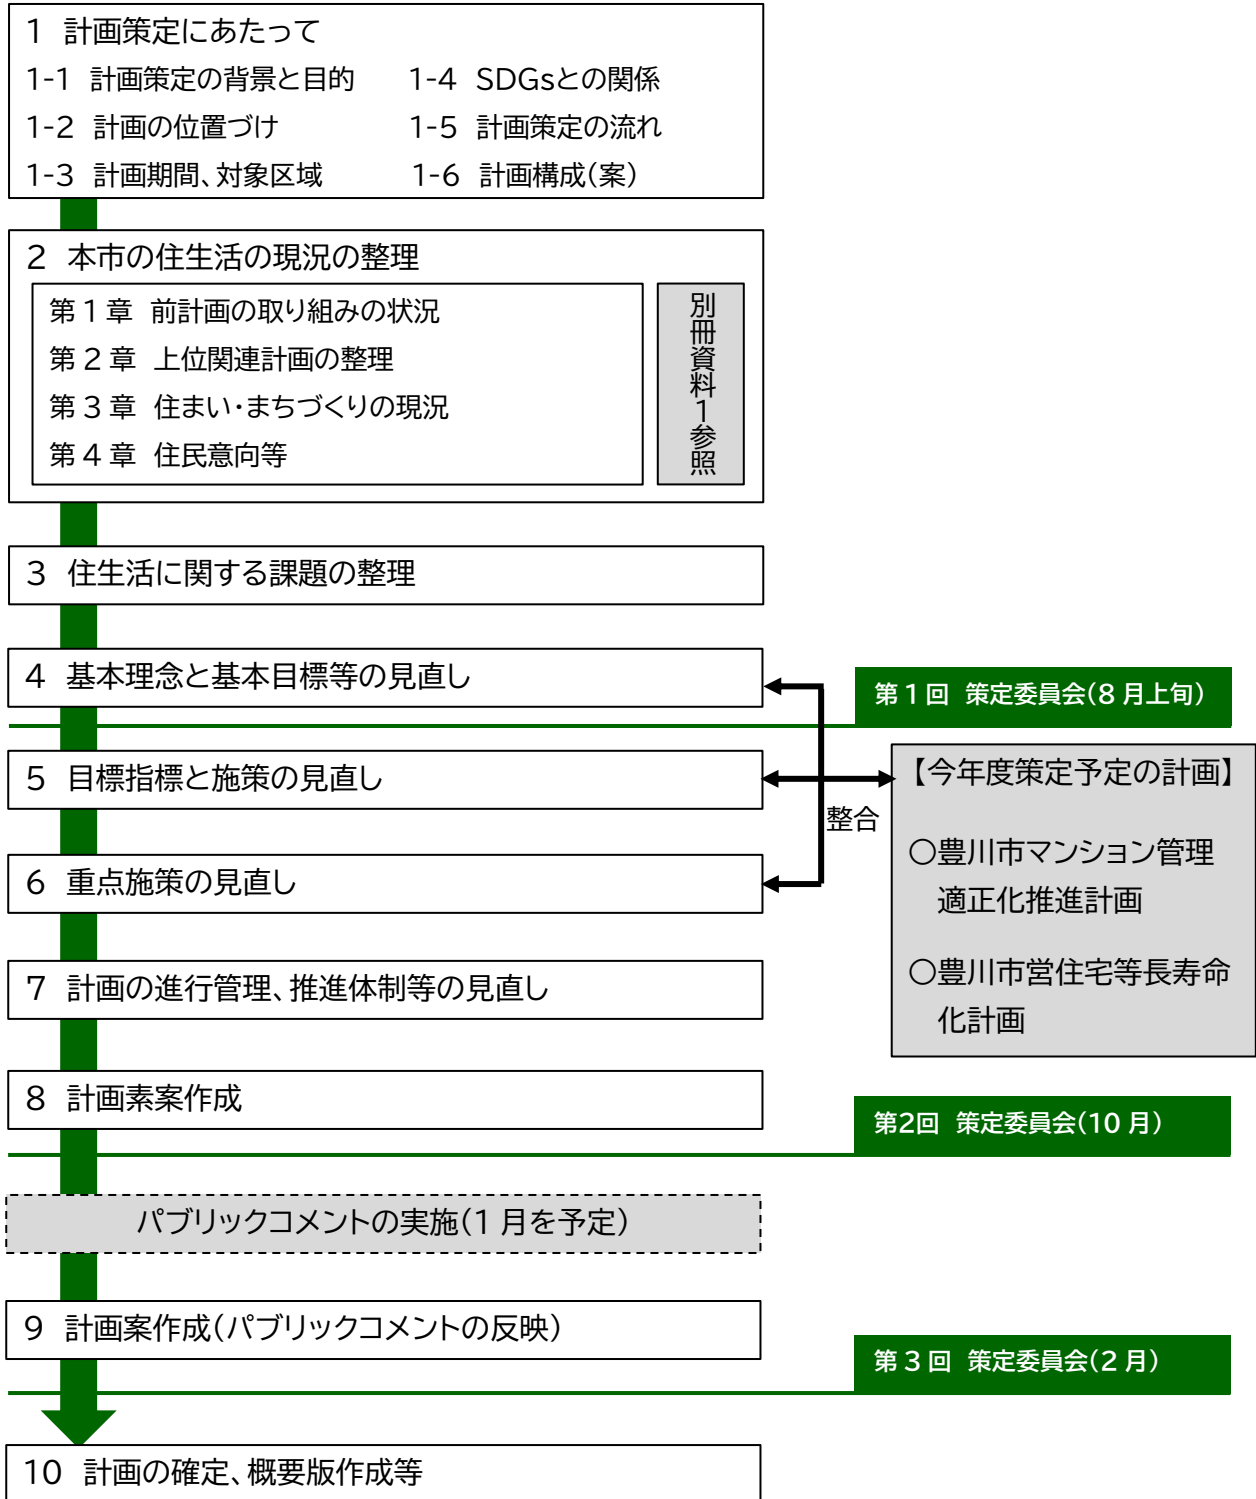 1 計画策定にあたって
1-1 計画策定の背景と目的
1-2 計画の位置づけ
1-3 計画期間、対象区域
1-4 SDGsとの関係
1-5 計画策定の流れ
1-6 計画構成(案)
2 本市の住生活の現況の整理
第1章 前計画の取り組みの状況
第2章 上位関連計画の整理
第3章 住まい・まちづくりの現況
第4章 住民意向等
別冊資料1参照
3 住生活に関する課題の整理
4 基本理念と基本目標等の見直し
第1回 策定委員会(8月上旬)
5 目標指標と施策の見直し
整合
【今年度策定予定の計画】
○豊川市マンション管理
適正化推進計画
○豊川市営住宅等長寿命
化計画
6 重点施策の見直し
7 計画の進行管理、推進体制等の見直し
8 計画素案作成
第2回 策定委員会(10月)
パブリックコメントの実施(1月を予定)
9 計画案作成(パブリックコメントの反映)
第3回 策定委員会(2月)
10 計画の確定、概要版作成等